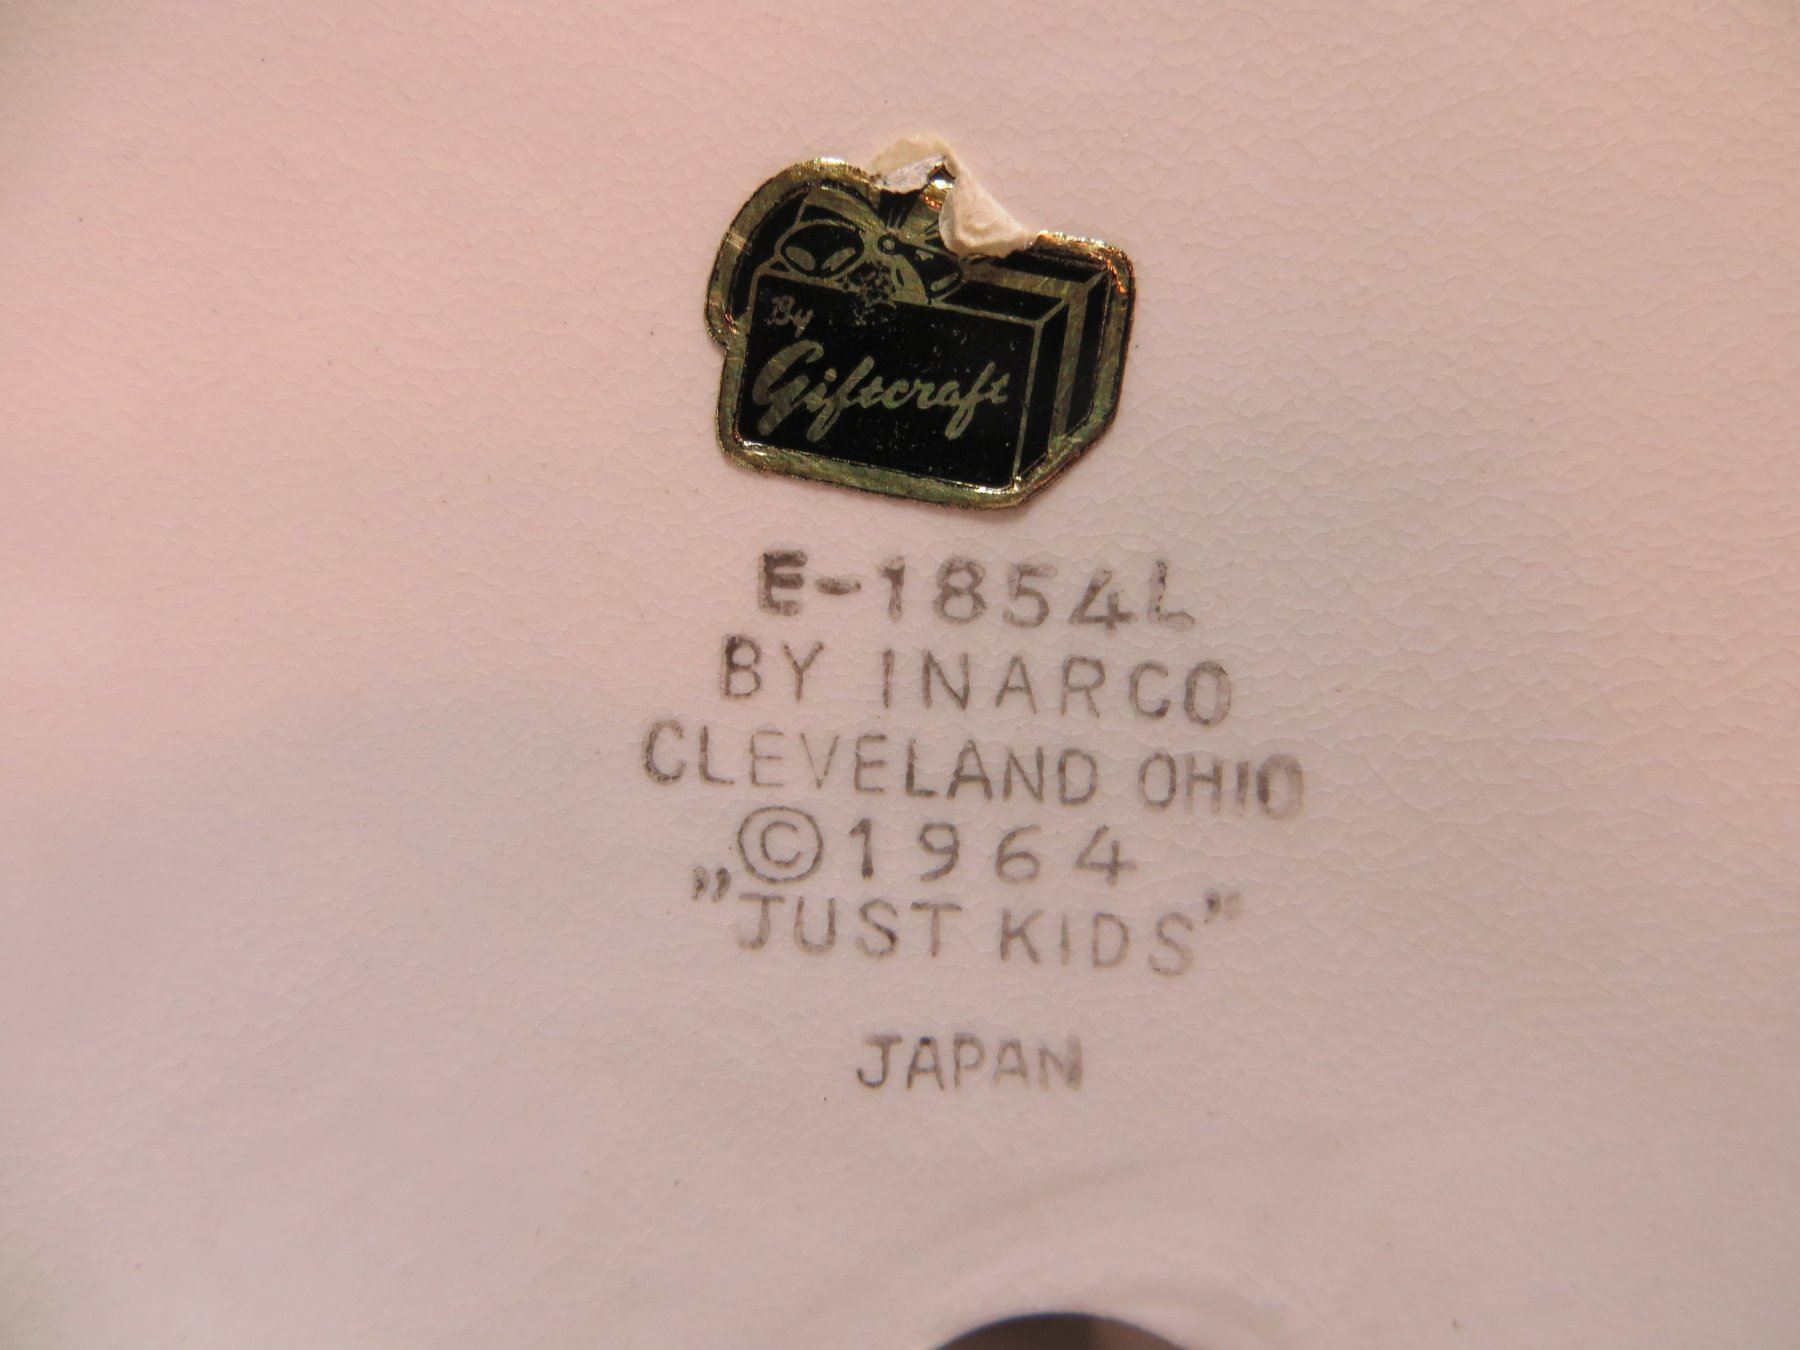 By
Giftcraft
E-1854L
BY INARCO
CLEVELAND OHIO
©1964
„JUST KIDS”
JAPAN